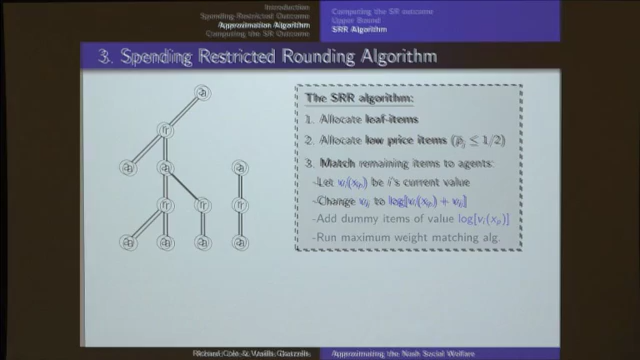 Introduction
Spending-Restricted Outcome
Approximation Algorithm
Computing the SR Outcome
Computing the SR outcome
Upper Bound
SRR Algorithm
3. Spending Restricted Rounding Algorithm
The SRR algorithm:
1. Allocate leaf-items
2. Allocate low price items (p̄ⱼ ≤ 1/2)
3. Match remaining items to agents
-Let vᵢ(xₚ) be i's current value
-Change vᵢⱼ to log[vᵢ(xₚ) + vᵢⱼ]
-Add dummy items of value log[vᵢ(xₚ)]
-Run maximum weight matching alg.
Richard Cole & Vasilis Gkatzelis
Approximating the Nash Social Welfare